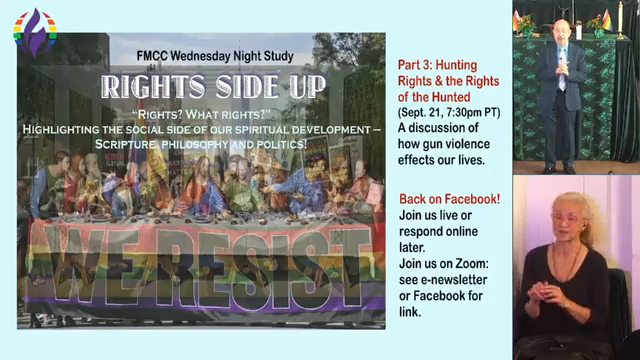 FMCC Wednesday Night Study
RIGHTS SIDE UP
"Rights? What rights?"
Highlighting the social side of our spiritual development –
Scripture, philosophy and politics!
WE RESIST
Part 3: Hunting
Rights & the Rights
of the Hunted
(Sept. 21, 7:30pm PT)
A discussion of
how gun violence
effects our lives.
Back on Facebook!
Join us live or
respond online
later.
Join us on Zoom:
see e-newsletter
or Facebook for
link.